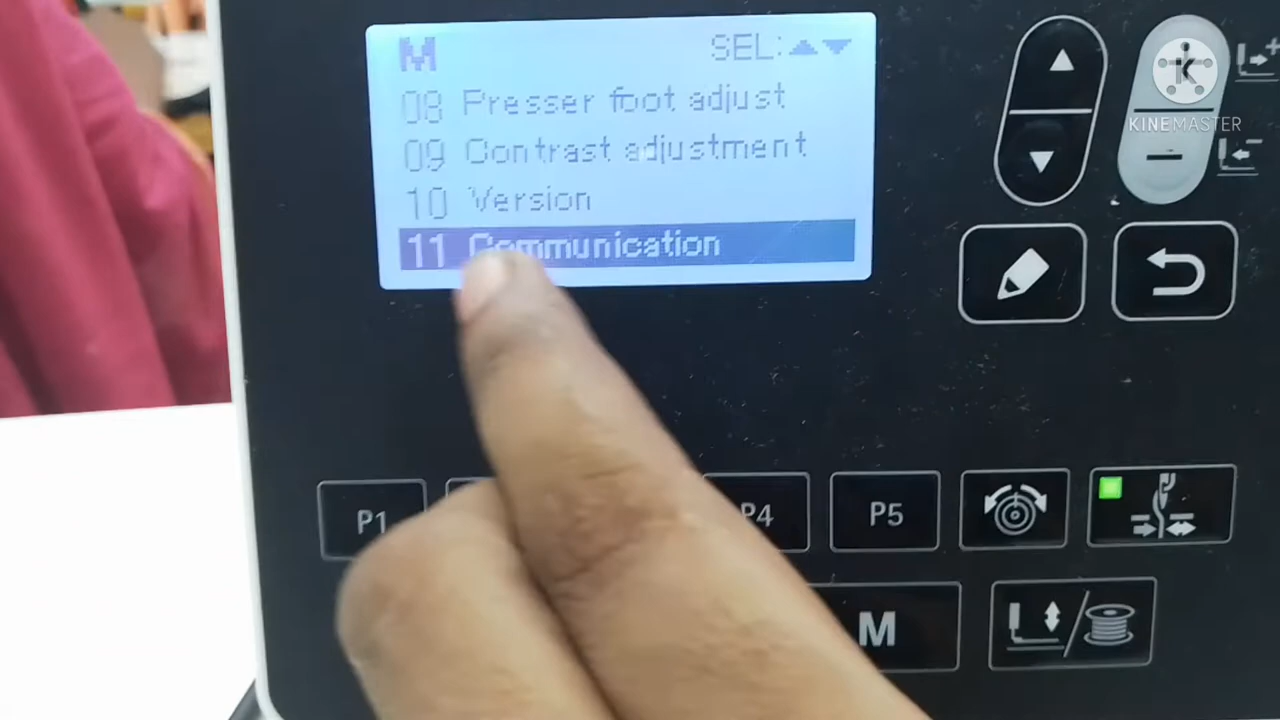 M SEL:▲▼
08 Presser foot adjust
09 Contrast adjustment
10 Version
11 Communication
KINEMASTER
P1 P4 P5
M